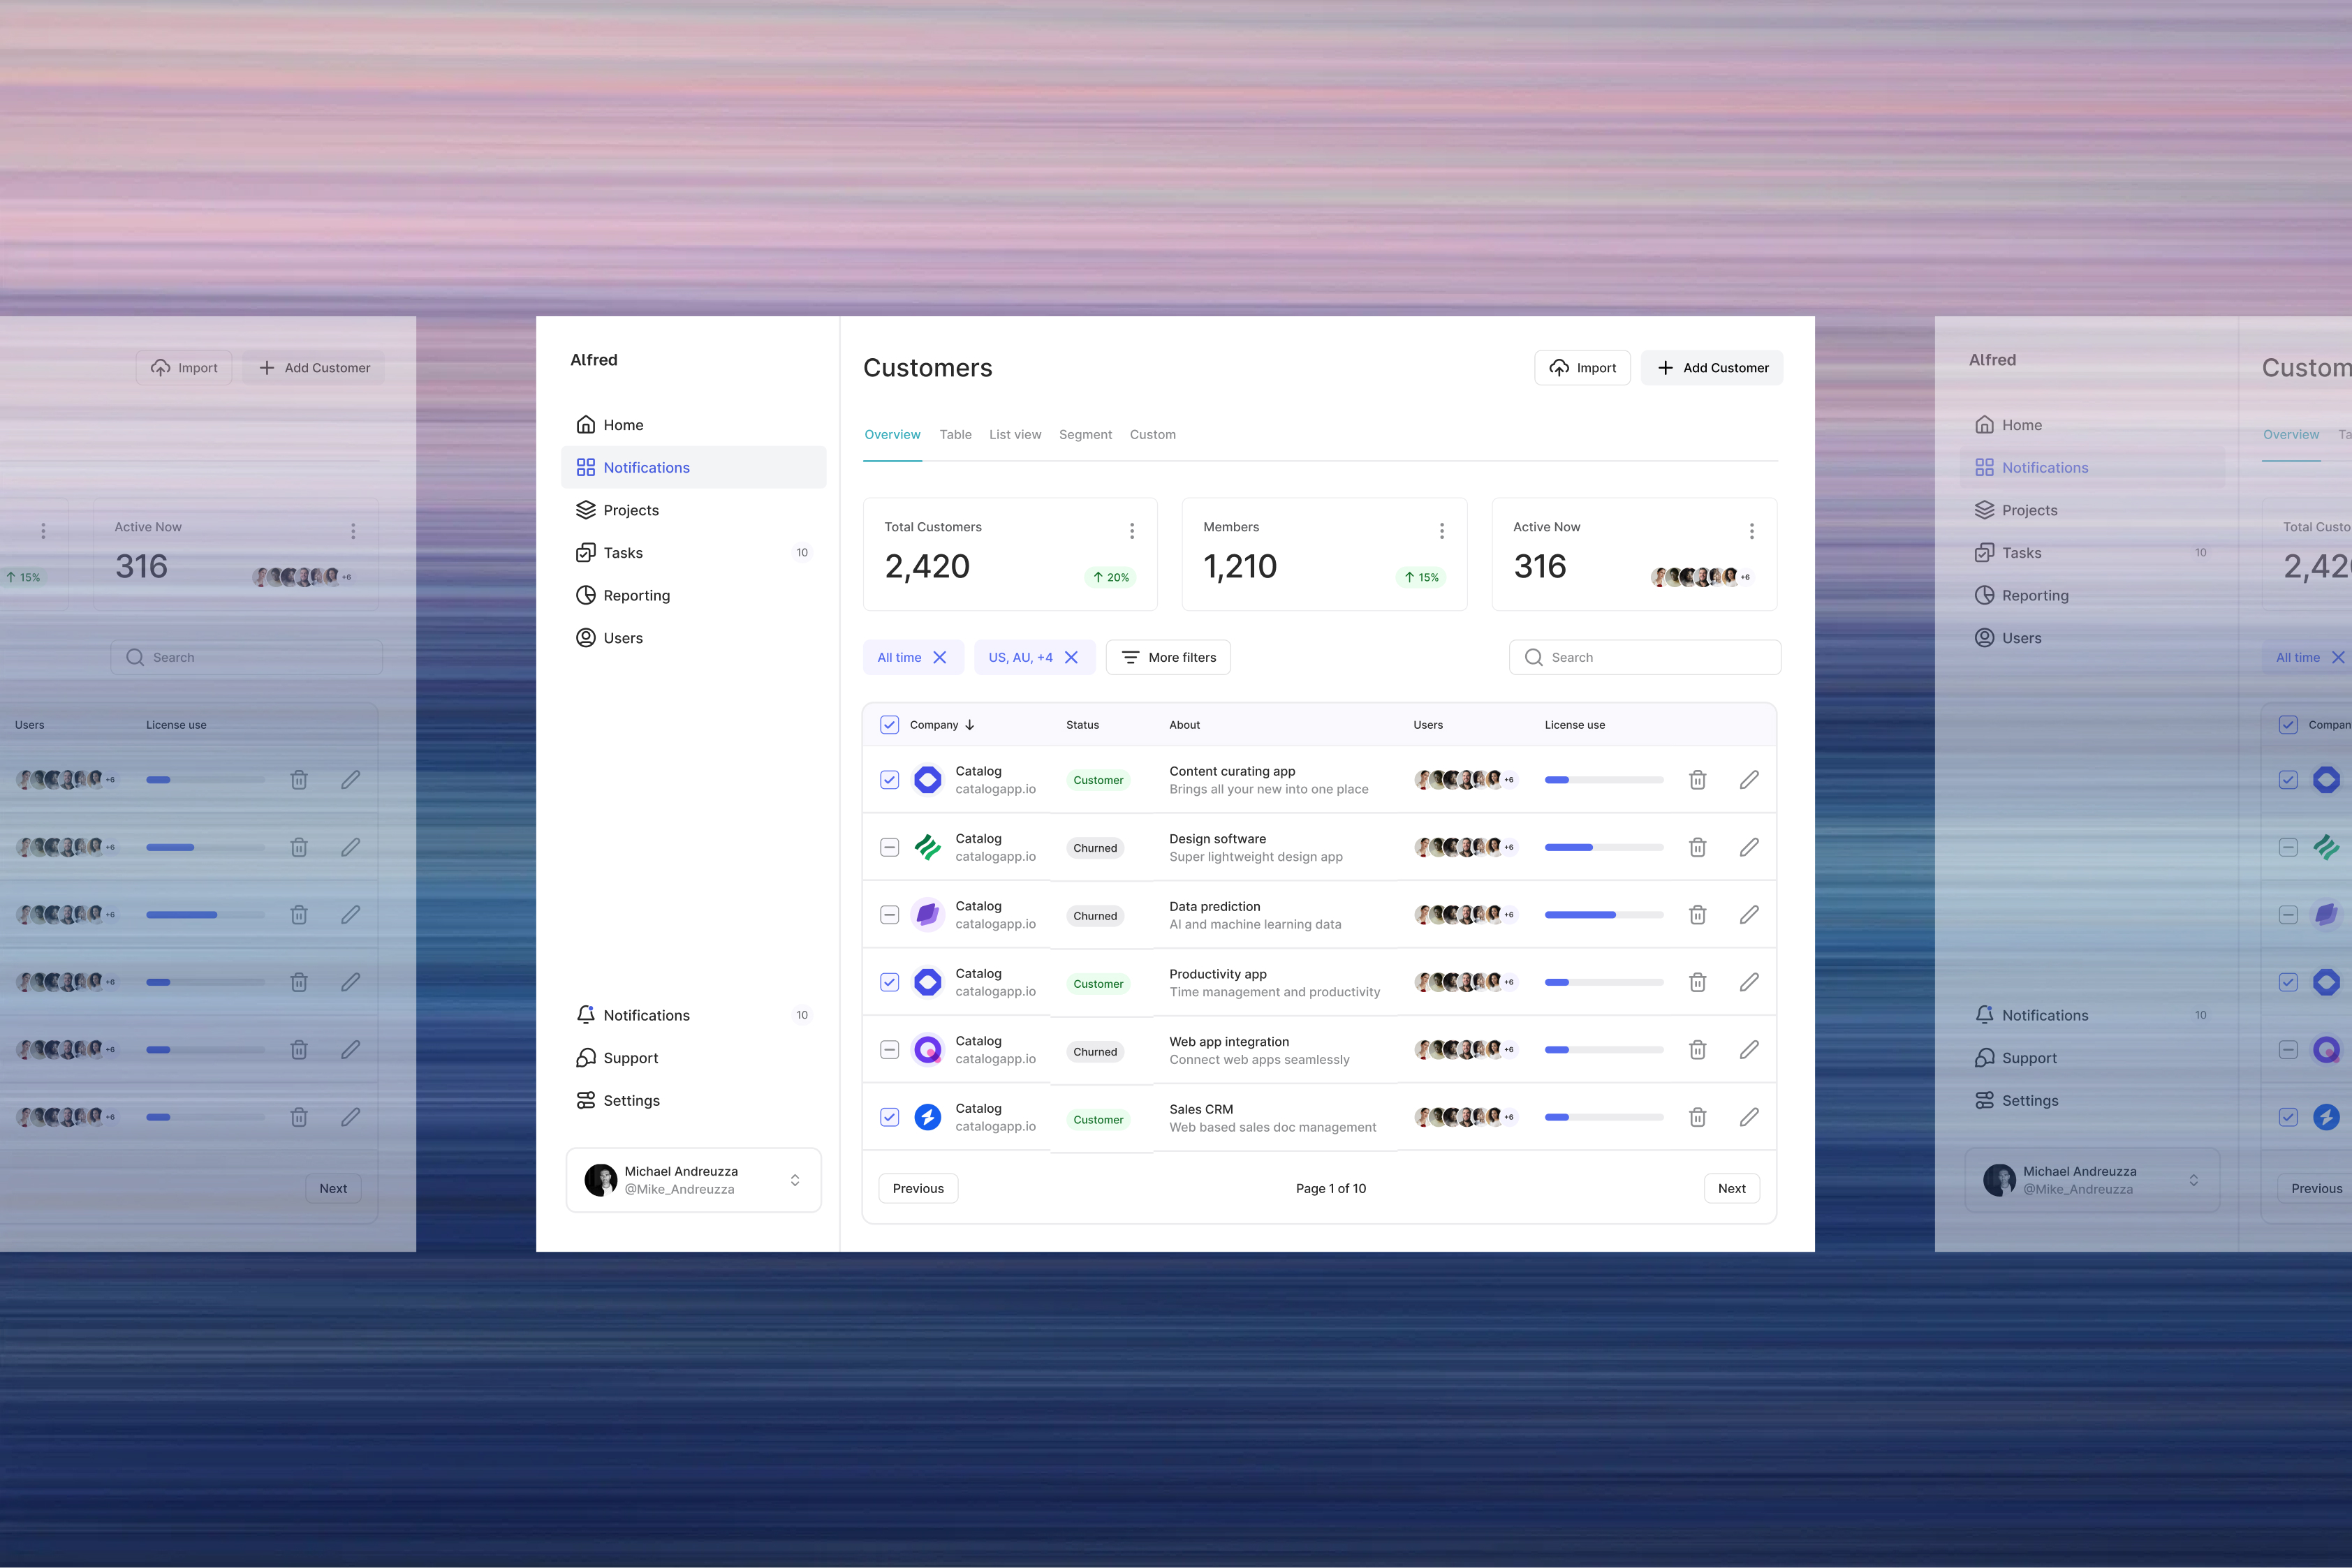 Import
Add Customer
Active Now
15%
316
+6
Search
Users
License use
+6
+6
+6
+6
+6
+6
Next
Alfred
Home
Notifications
Projects
Tasks
10
Reporting
Users
Notifications
10
Support
Settings
Michael Andreuzza
@Mike_Andreuzza
Customers
Import
Add Customer
Overview Table List view Segment Custom
Total Customers
2,420
20%
Members
1,210
15%
Active Now
316
+6
All time
US, AU, +4
More filters
Search
Company Status About Users License use
Catalog
catalogapp.io
Customer
Content curating app
Brings all your new into one place
+6
Catalog
catalogapp.io
Churned
Design software
Super lightweight design app
+6
Catalog
catalogapp.io
Churned
Data prediction
AI and machine learning data
+6
Catalog
catalogapp.io
Customer
Productivity app
Time management and productivity
+6
Catalog
catalogapp.io
Churned
Web app integration
Connect web apps seamlessly
+6
Catalog
catalogapp.io
Customer
Sales CRM
Web based sales doc management
+6
Previous
Page 1 of 10
Next
Alfred
Home
Notifications
Projects
Tasks
10
Reporting
Users
Notifications
10
Support
Settings
Michael Andreuzza
@Mike_Andreuzza
Custom
Overview Ta
Total Custo
2,42
All time
Compan
Previous